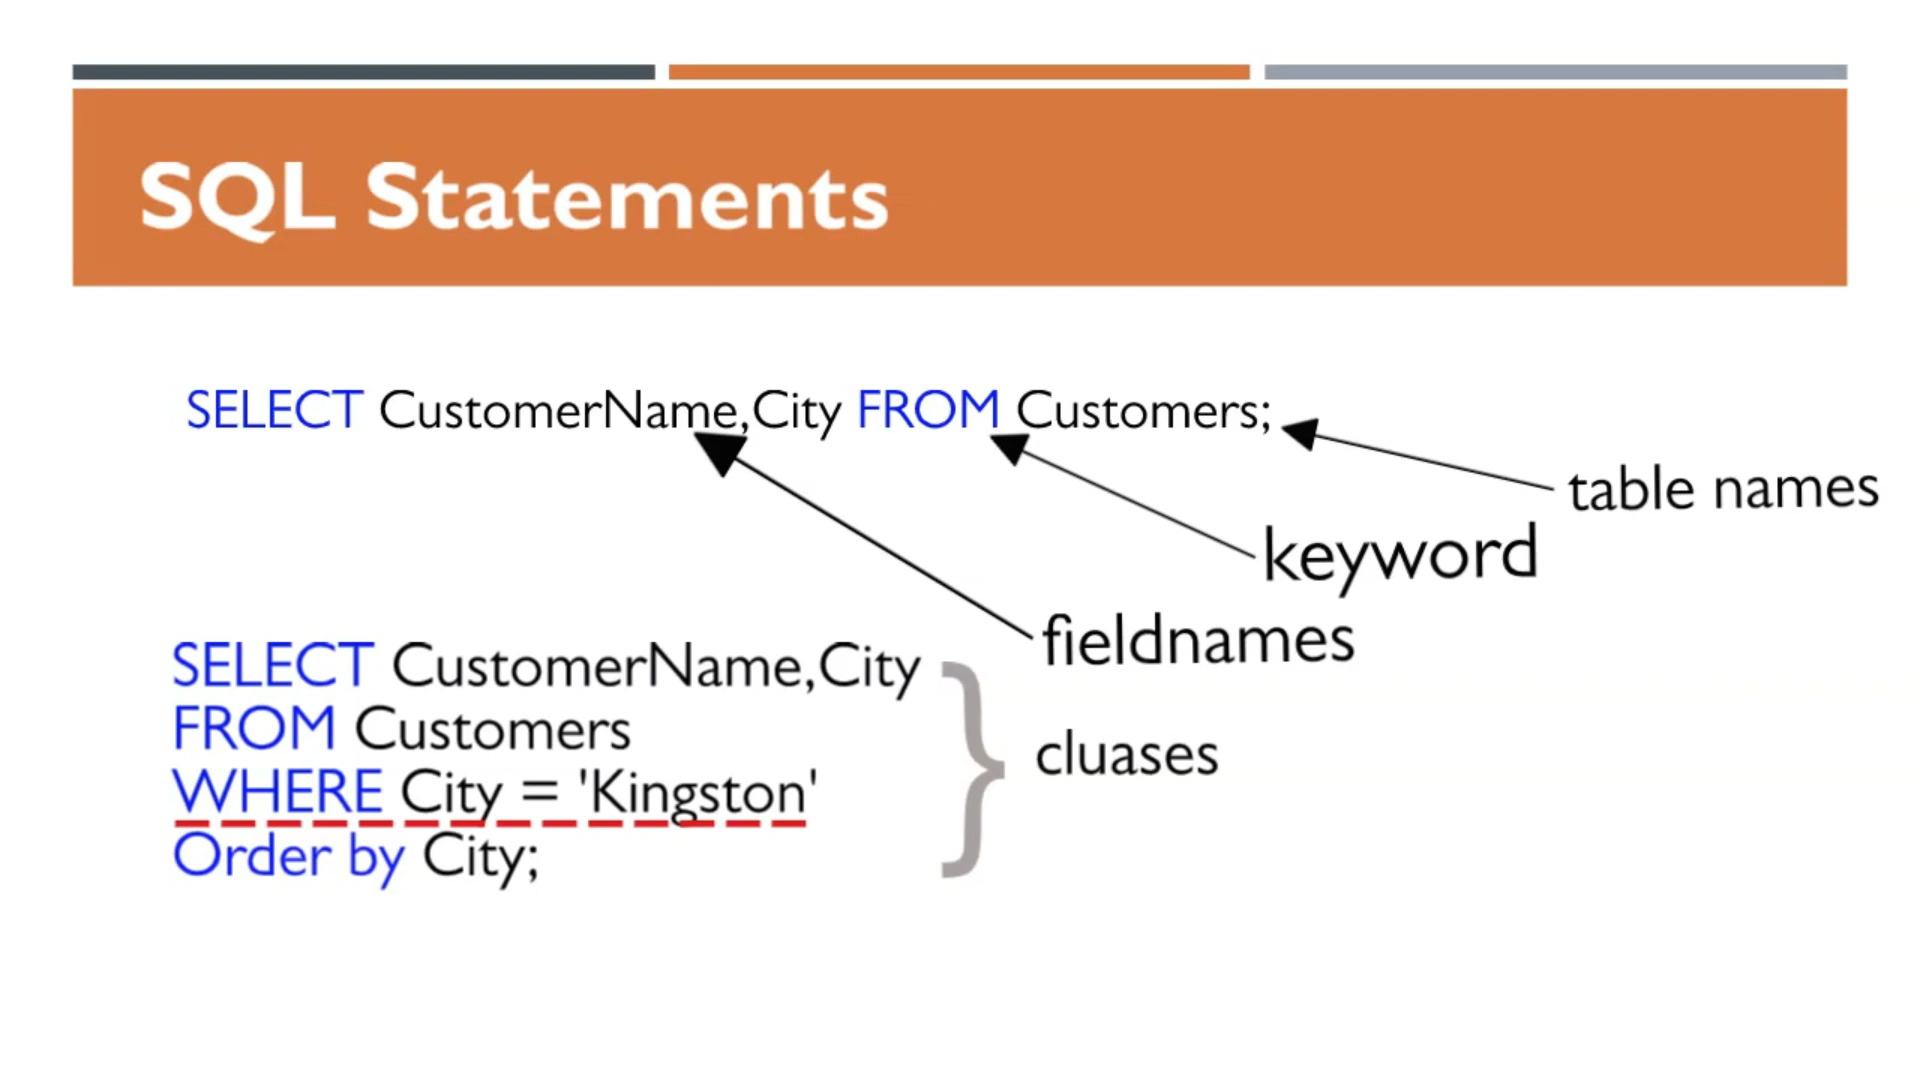 SQL Statements
SELECT CustomerName,City FROM Customers;
table names
keyword
fieldnames
SELECT CustomerName,City
FROM Customers
WHERE City = 'Kingston'
Order by City;
cluases